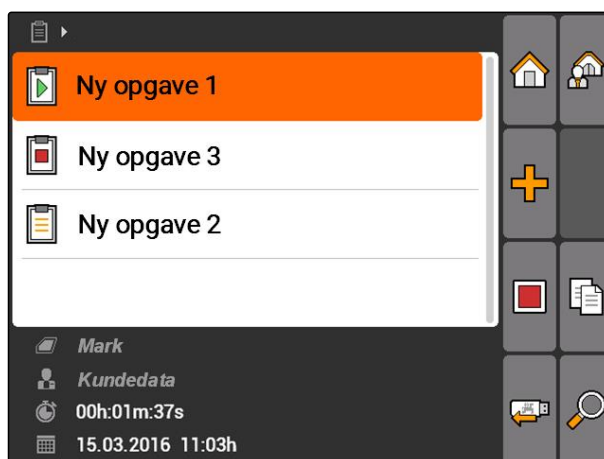 Ny opgave 1
Ny opgave 3
Ny opgave 2
Mark
Kundedata
00h:01m:37s
15.03.2016 11:03h